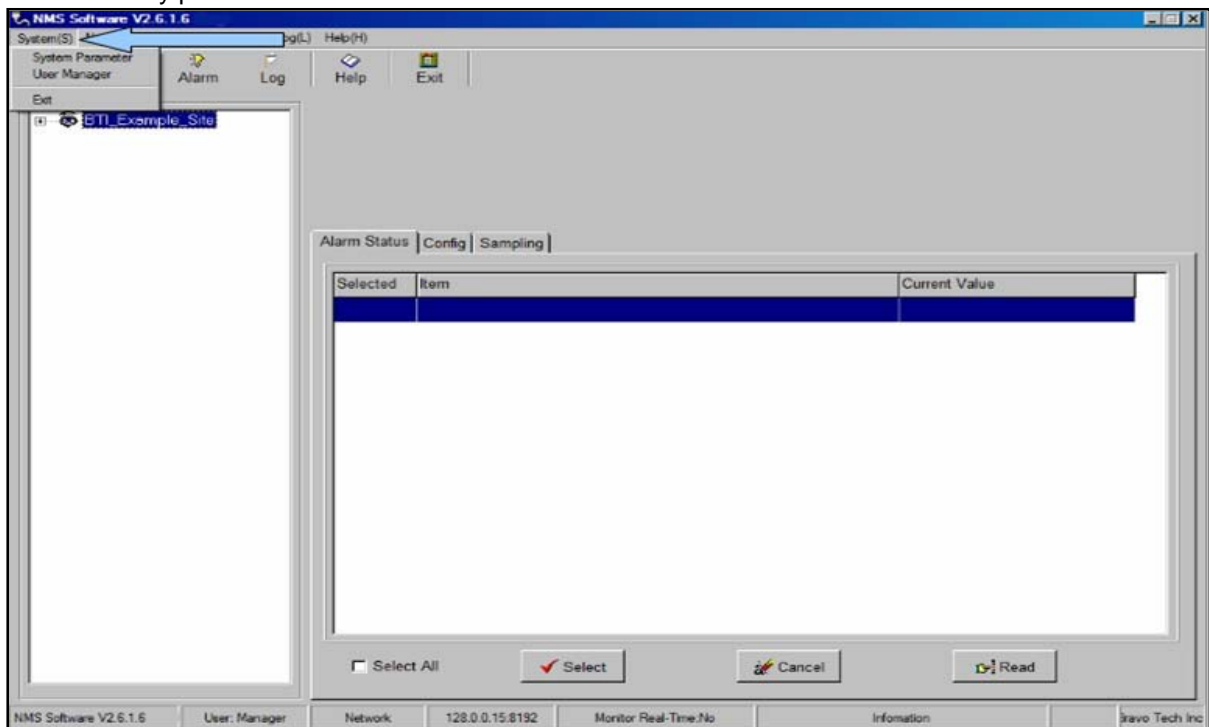 NMS Software V2.6.1.6
System(S) og(L) Help(H)
System Parameter
User Manager
Exit
Alarm Log Help Exit
BTI_Example_Site
Alarm Status Config Sampling
Selected Item Current Value
Select All Select Cancel Read
NMS Software V2.6.1.6 User: Manager Network 128.0.0.15:8192 Monitor Real-Time:No Infomation Bravo Tech Inc